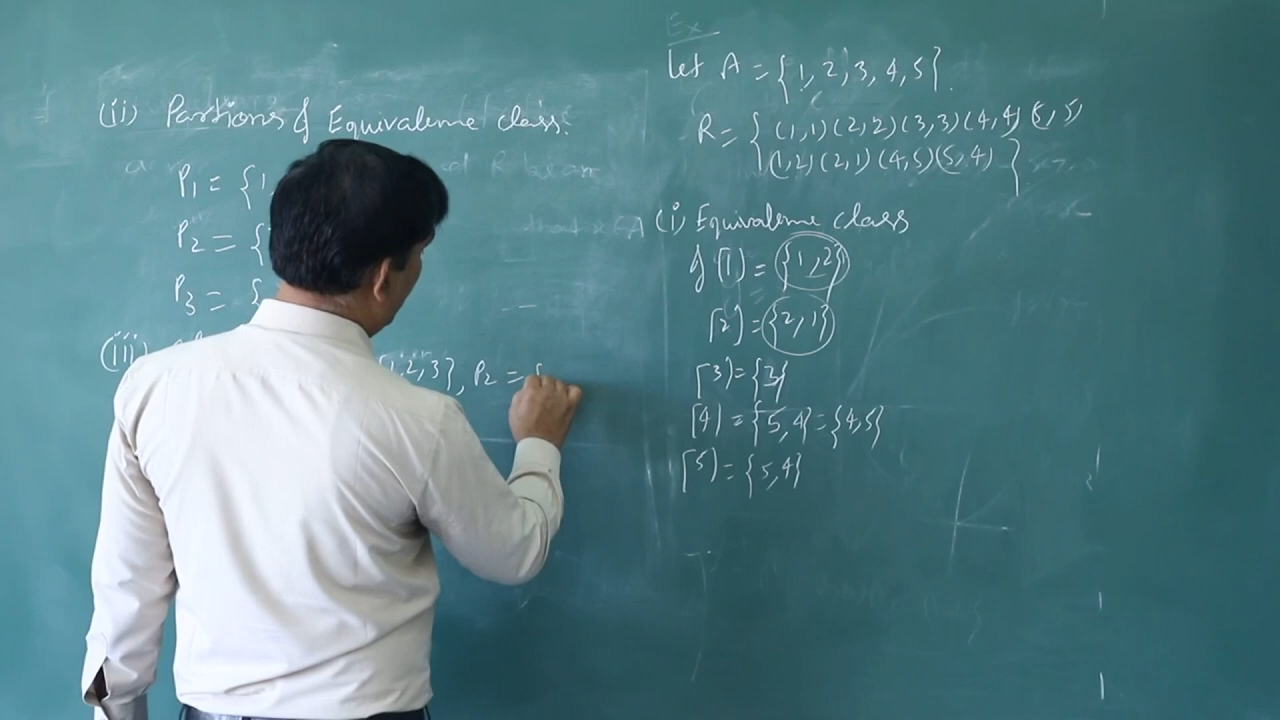 (ii) Partions of Equivalence class.
P1 = {1,
P2 = {
P3 = {
(iii)
{1,2,3}, P2 = {
Ex
Let A = {1, 2, 3, 4, 5}.
R = {(1,1)(2,2)(3,3)(4,4)(5,5)
(1,2)(2,1)(4,5)(5,4)}
(i) Equivalence class
of [1] = {1,2}
[2] = {2,1}
[3] = {3}
[4] = {5,4} = {4,5}
[5] = {5,4}